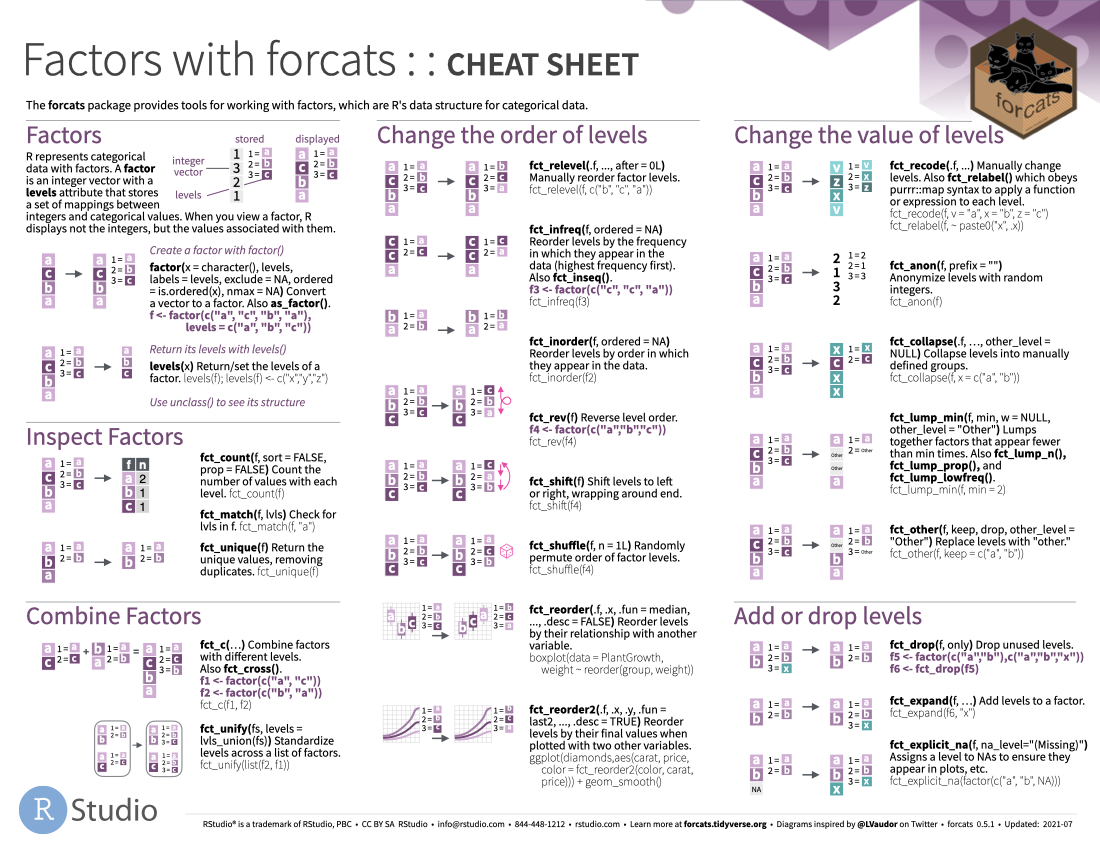 Factors with forcats : : CHEAT SHEET
The forcats package provides tools for working with factors, which are R's data structure for categorical data.
forcats
Factors
R represents categorical
data with factors. A factor
is an integer vector with a
levels attribute that stores
a set of mappings between
integers and categorical values. When you view a factor, R
displays not the integers, but the values associated with them.
stored
displayed
integer
vector
levels
1
3
2
1
1 = a
2 = b
3 = c
a
c
b
a
1 = a
2 = b
3 = c
Create a factor with factor()
factor(x = character(), levels,
labels = levels, exclude = NA, ordered
= is.ordered(x), nmax = NA) Convert
a vector to a factor. Also as_factor().
f <- factor(c("a", "c", "b", "a"),
levels = c("a", "b", "c"))
Return its levels with levels()
levels(x) Return/set the levels of a
factor. levels(f); levels(f) <- c("x","y","z")
Use unclass() to see its structure
Inspect Factors
f n
a 2
b 1
c 1
fct_count(f, sort = FALSE,
prop = FALSE) Count the
number of values with each
level. fct_count(f)
fct_match(f, lvls) Check for
lvls in f. fct_match(f, "a")
fct_unique(f) Return the
unique values, removing
duplicates. fct_unique(f)
Combine Factors
fct_c(…) Combine factors
with different levels.
Also fct_cross().
f1 <- factor(c("a", "c"))
f2 <- factor(c("b", "a"))
fct_c(f1, f2)
fct_unify(fs, levels =
lvls_union(fs)) Standardize
levels across a list of factors.
fct_unify(list(f2, f1))
Change the order of levels
fct_relevel(.f, ..., after = 0L)
Manually reorder factor levels.
fct_relevel(f, c("b", "c", "a"))
fct_infreq(f, ordered = NA)
Reorder levels by the frequency
in which they appear in the
data (highest frequency first).
Also fct_inseq().
f3 <- factor(c("c", "c", "a"))
fct_infreq(f3)
fct_inorder(f, ordered = NA)
Reorder levels by order in which
they appear in the data.
fct_inorder(f2)
fct_rev(f) Reverse level order.
f4 <- factor(c("a","b","c"))
fct_rev(f4)
fct_shift(f) Shift levels to left
or right, wrapping around end.
fct_shift(f4)
fct_shuffle(f, n = 1L) Randomly
permute order of factor levels.
fct_shuffle(f4)
fct_reorder(.f, .x, .fun = median,
..., .desc = FALSE) Reorder levels
by their relationship with another
variable.
boxplot(data = PlantGrowth,
weight ~ reorder(group, weight))
fct_reorder2(.f, .x, .y, .fun =
last2, ..., .desc = TRUE) Reorder
levels by their final values when
plotted with two other variables.
ggplot(diamonds,aes(carat, price,
color = fct_reorder2(color, carat,
price))) + geom_smooth()
Change the value of levels
fct_recode(.f, ...) Manually change
levels. Also fct_relabel() which obeys
purrr::map syntax to apply a function
or expression to each level.
fct_recode(f, v = "a", x = "b", z = "c")
fct_relabel(f, ~ paste0("x", .x))
fct_anon(f, prefix = "")
Anonymize levels with random
integers.
fct_anon(f)
fct_collapse(.f, …, other_level =
NULL) Collapse levels into manually
defined groups.
fct_collapse(f, x = c("a", "b"))
fct_lump_min(f, min, w = NULL,
other_level = "Other") Lumps
together factors that appear fewer
than min times. Also fct_lump_n(),
fct_lump_prop(), and
fct_lump_lowfreq().
fct_lump_min(f, min = 2)
fct_other(f, keep, drop, other_level =
"Other") Replace levels with "other."
fct_other(f, keep = c("a", "b"))
Add or drop levels
fct_drop(f, only) Drop unused levels.
f5 <- factor(c("a","b"),c("a","b","x"))
f6 <- fct_drop(f5)
fct_expand(f, …) Add levels to a factor.
fct_expand(f6, "x")
fct_explicit_na(f, na_level="(Missing)")
Assigns a level to NAs to ensure they
appear in plots, etc.
fct_explicit_na(factor(c("a", "b", NA)))
R Studio
RStudio® is a trademark of RStudio, PBC • CC BY SA RStudio • info@rstudio.com • 844-448-1212 • rstudio.com • Learn more at forcats.tidyverse.org • Diagrams inspired by @LVaudor on Twitter • forcats 0.5.1 • Updated: 2021-07